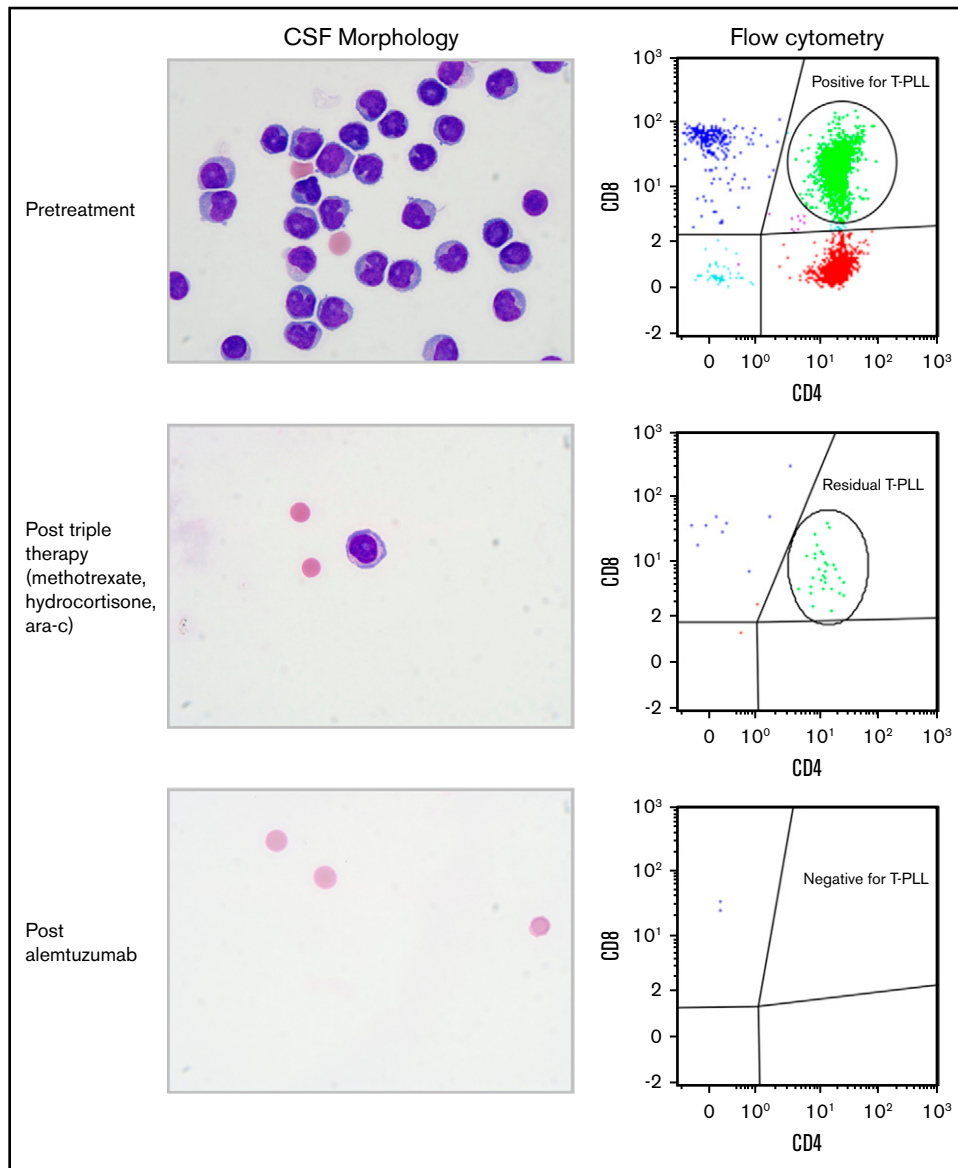 CSF Morphology
Flow cytometry
Pretreatment
10³
10²
10¹
2
0
-2
CD8
Positive for T-PLL
0
10⁰
10¹
10²
10³
CD4
Post triple
therapy
(methotrexate,
hydrocortisone,
ara-c)
10³
10²
10¹
2
0
-2
CD8
Residual T-PLL
0
10⁰
10¹
10²
10³
CD4
Post
alemtuzumab
10³
10²
10¹
2
0
-2
CD8
Negative for T-PLL
0
10⁰
10¹
10²
10³
CD4